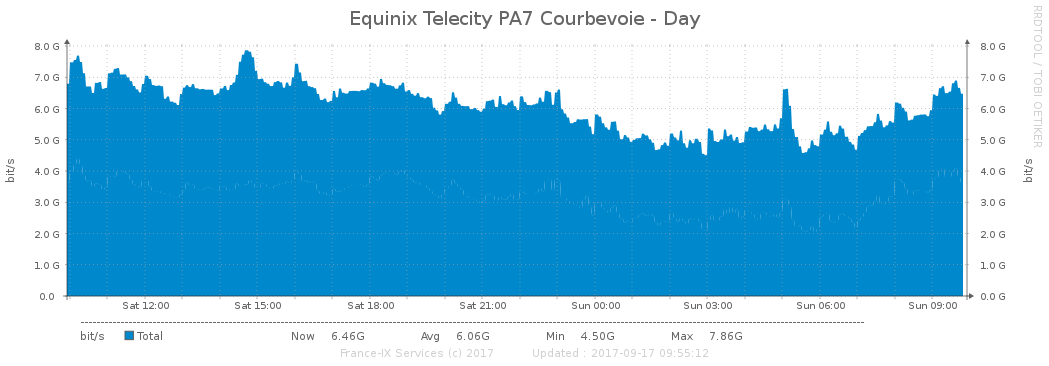 Equinix Telecity PA7 Courbevoie - Day
RRDTOOL / TOBI OETIKER
8.0 G 8.0 G
7.0 G 7.0 G
6.0 G 6.0 G
5.0 G 5.0 G
4.0 G 4.0 G
3.0 G 3.0 G
2.0 G 2.0 G
1.0 G 1.0 G
0.0 0.0 G
bit/s bit/s
Sat 12:00 Sat 15:00 Sat 18:00 Sat 21:00 Sun 00:00 Sun 03:00 Sun 06:00 Sun 09:00
bit/s Total Now 6.46G Avg 6.06G Min 4.50G Max 7.86G
France-IX Services (c) 2017 Updated : 2017-09-17 09:55:12